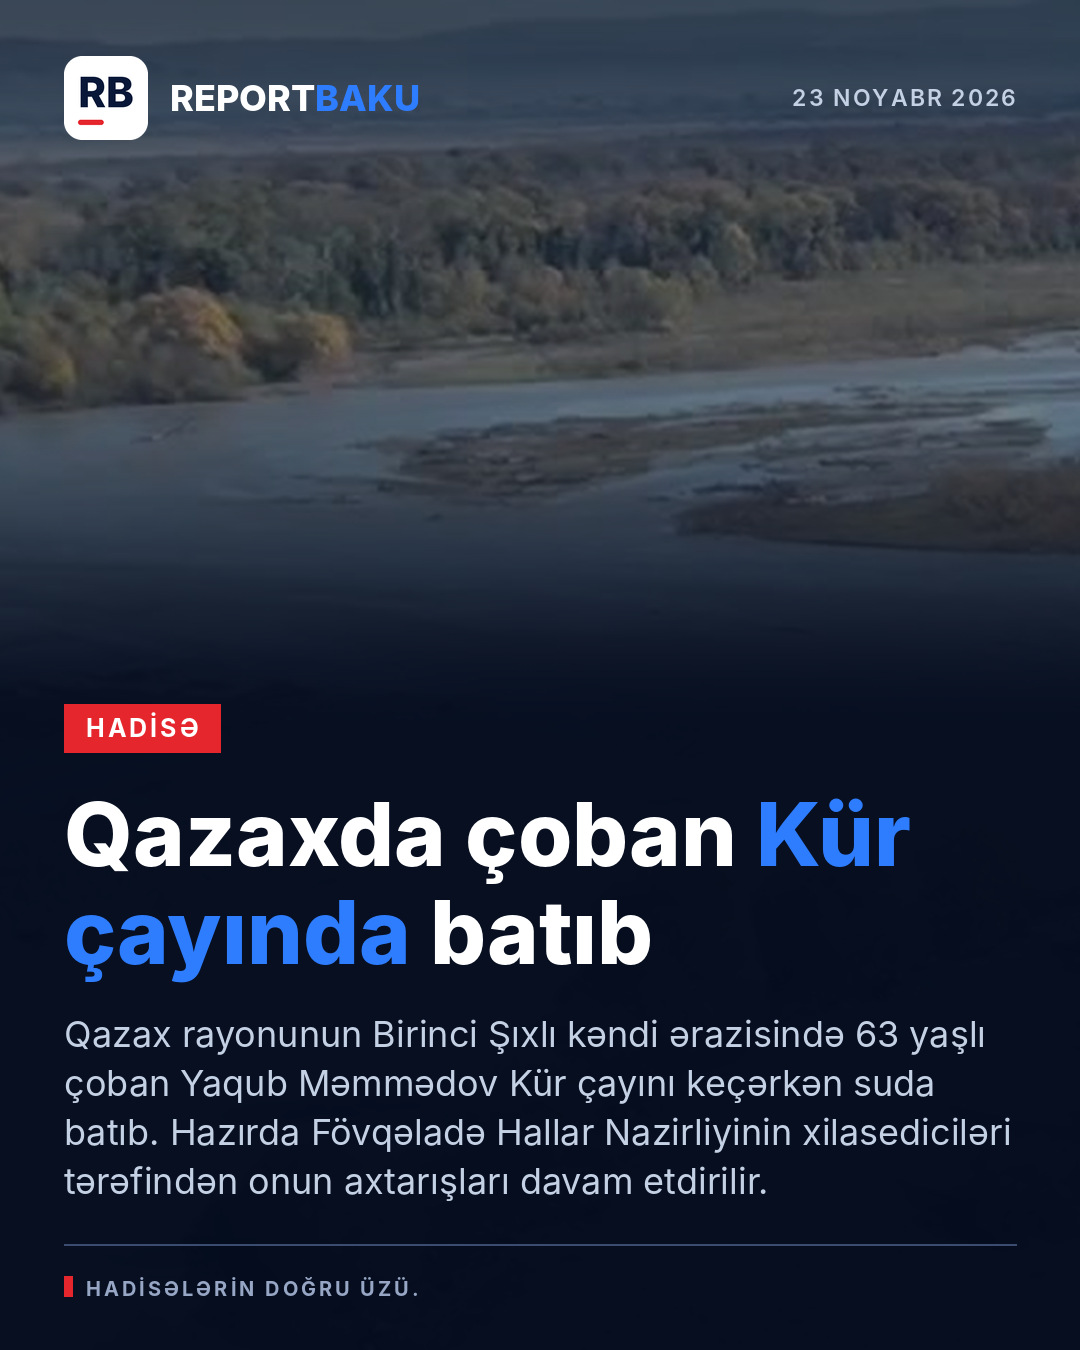 RB
REPORTBAKU
23 NOYABR 2026
HADİSƏ
Qazaxda çoban Kür
çayında batıb
Qazax rayonunun Birinci Şıxlı kəndi ərazisində 63 yaşlı
çoban Yaqub Məmmədov Kür çayını keçərkən suda
batıb. Hazırda Fövqəladə Hallar Nazirliyinin xilasediciləri
tərəfindən onun axtarışları davam etdirilir.
HADİSƏLƏRİN DOĞRU ÜZÜ.